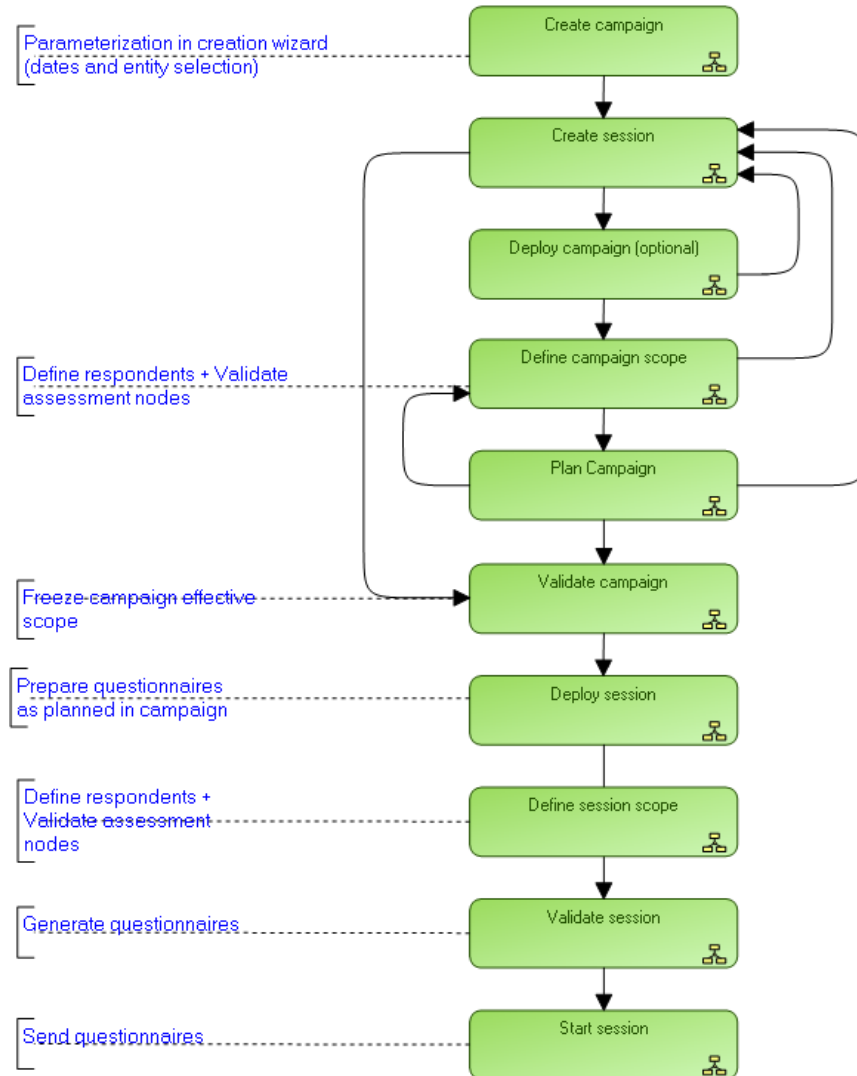 Create campaign
Parameterization in creation wizard
(dates and entity selection)
Create session
Deploy campaign (optional)
Define campaign scope
Define respondents + Validate
assessment nodes
Plan Campaign
Validate campaign
Freeze campaign effective
scope
Deploy session
Prepare questionnaires
as planned in campaign
Define session scope
Define respondents +
Validate assessment
nodes
Validate session
Generate questionnaires
Start session
Send questionnaires